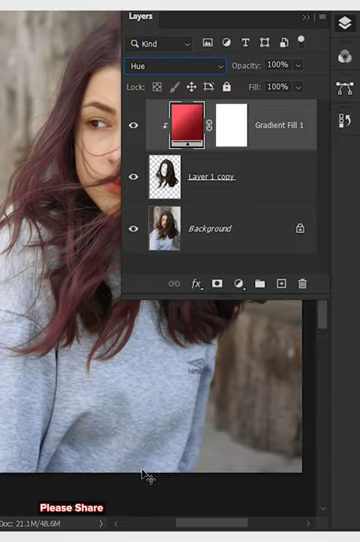 Layers
Kind
Hue
Opacity: 100%
Lock:
Fill: 100%
Gradient Fill 1
Layer 1 copy
Background
fx
Please Share
Doc: 21.1M/48.6M